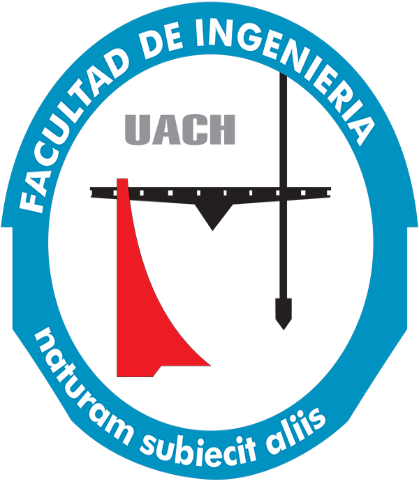 FACULTAD DE INGENIERIA
UACH
naturam subiecit aliis